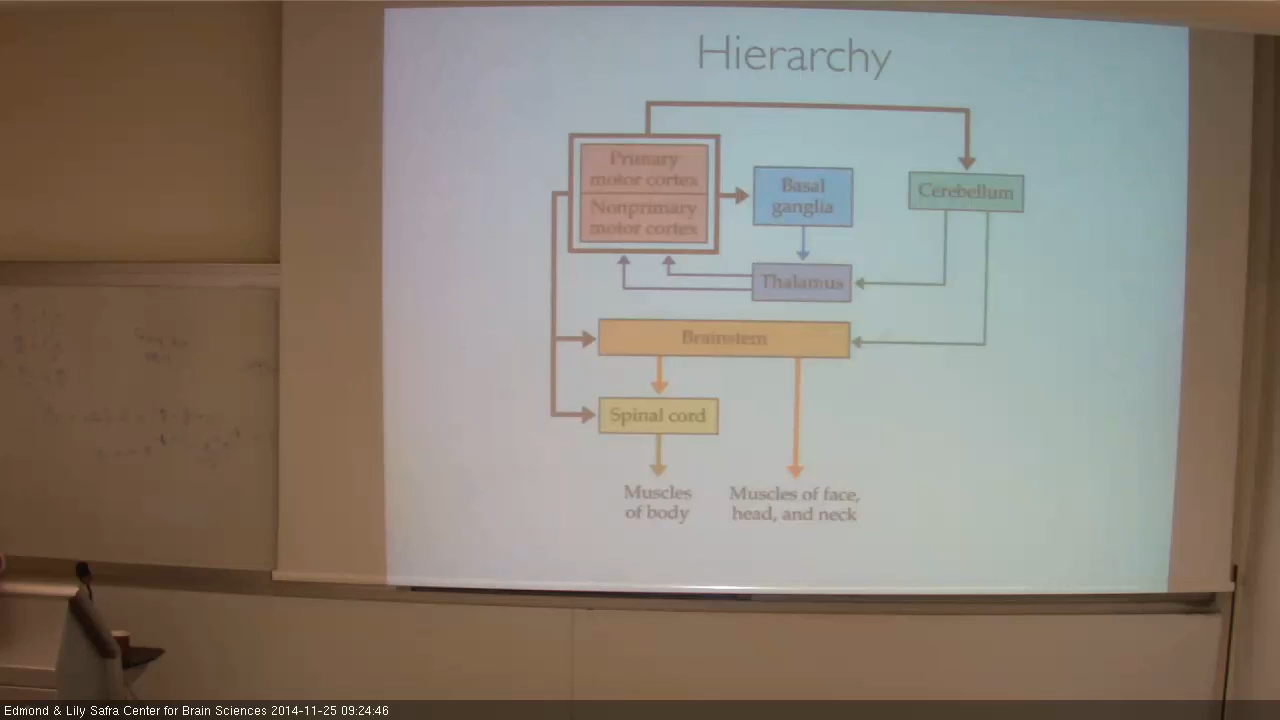 Hierarchy
Primary
motor cortex
Nonprimary
motor cortex
Basal
ganglia
Cerebellum
Thalamus
Brainstem
Spinal cord
Muscles
of body
Muscles of face,
head, and neck
Edmond & Lily Safra Center for Brain Sciences 2014-11-25 09:24:46